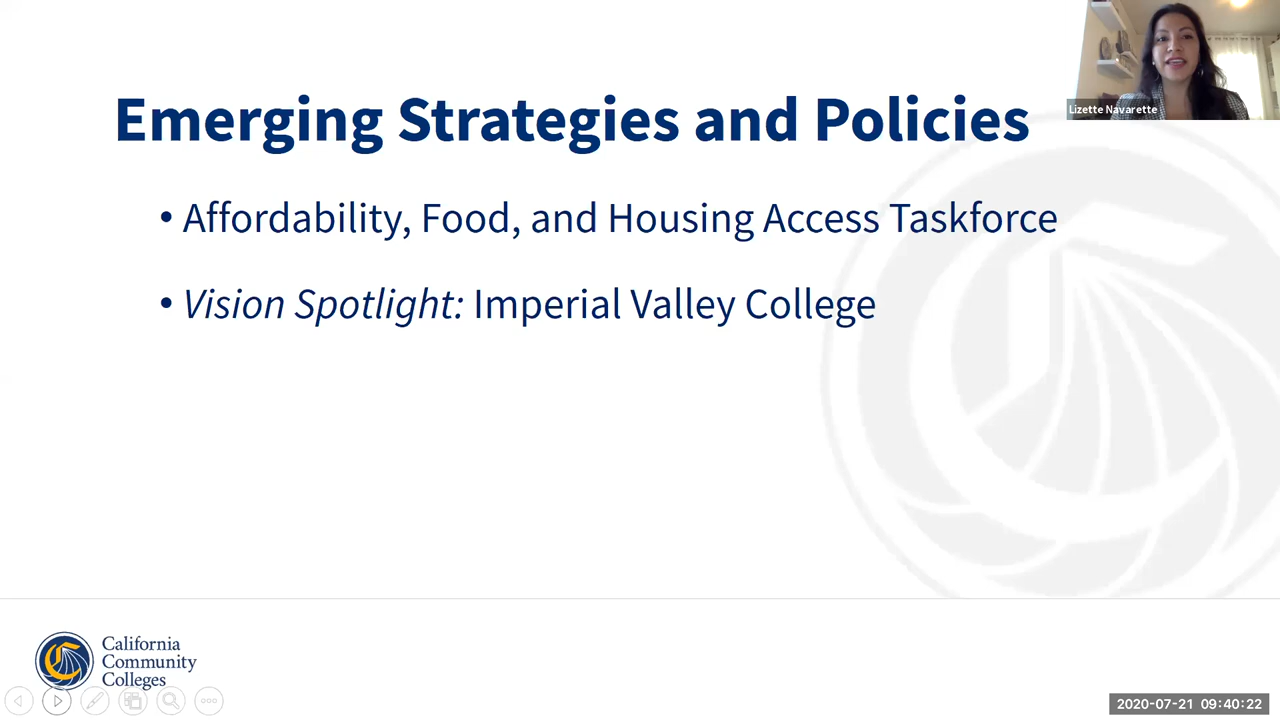 Emerging Strategies and Policies
Lizette Navarette
• Affordability, Food, and Housing Access Taskforce
• Vision Spotlight: Imperial Valley College
California
Community
Colleges
2020-07-21 09:40:22